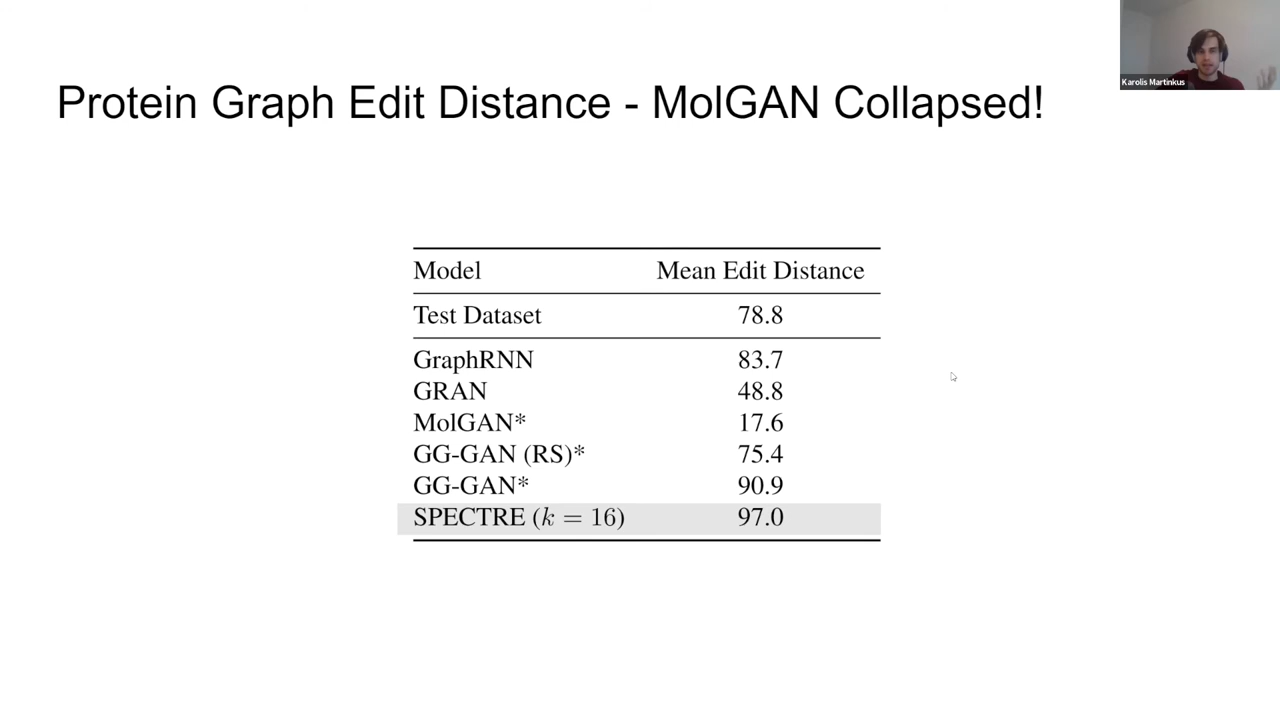 Karolis Martinkus
Protein Graph Edit Distance - MolGAN Collapsed!
Model Mean Edit Distance
Test Dataset 78.8
GraphRNN 83.7
GRAN 48.8
MolGAN* 17.6
GG-GAN (RS)* 75.4
GG-GAN* 90.9
SPECTRE (k = 16) 97.0